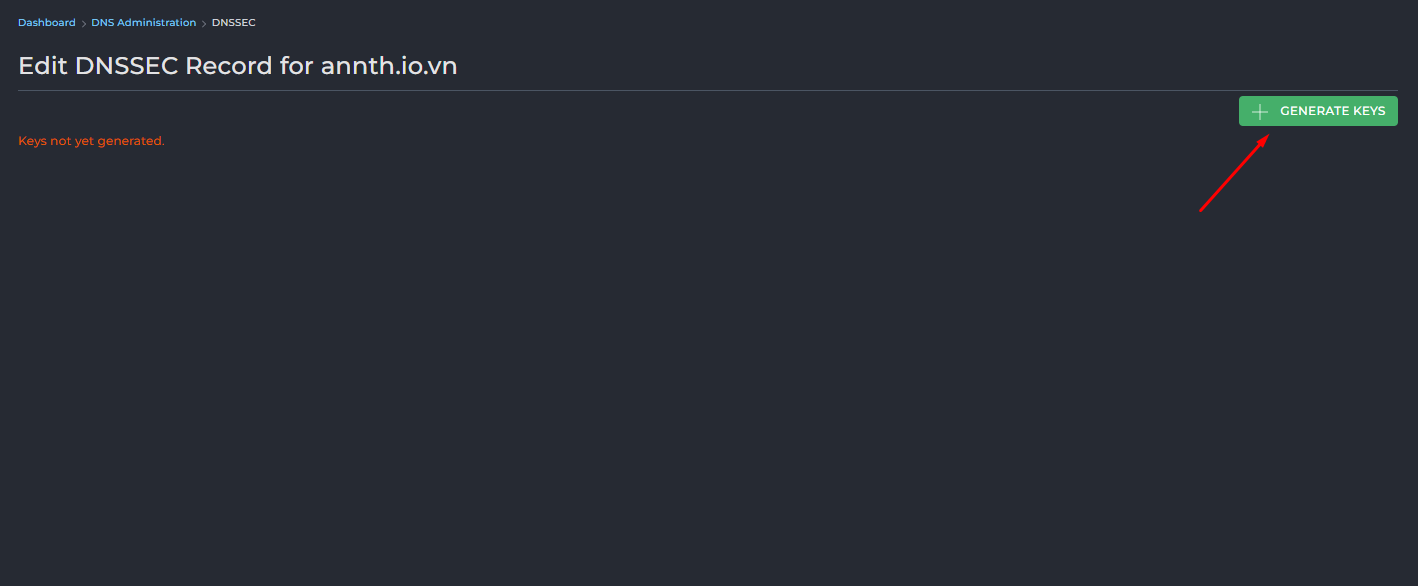 Dashboard > DNS Administration > DNSSEC
Edit DNSSEC Record for annth.io.vn
GENERATE KEYS
Keys not yet generated.